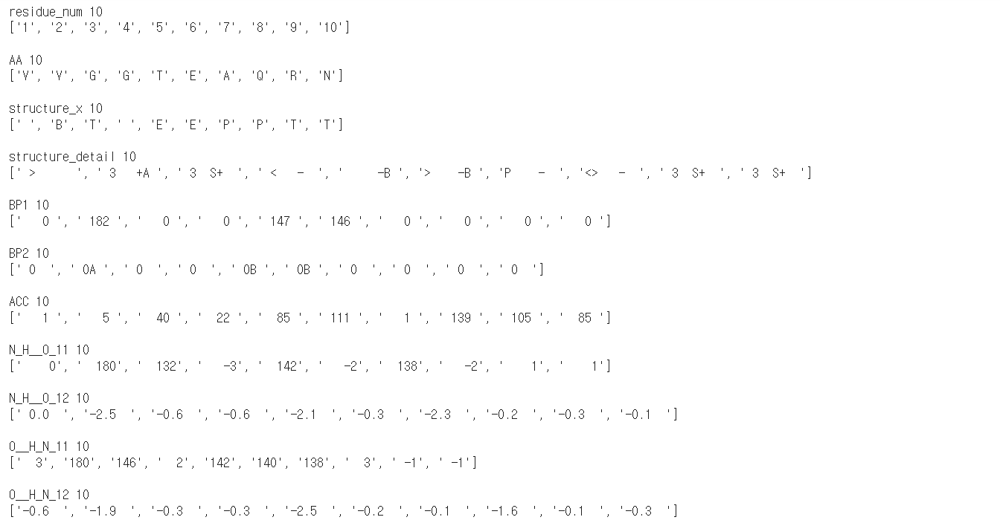 residue_num 10
['1', '2', '3', '4', '5', '6', '7', '8', '9', '10']
AA 10
['V', 'V', 'G', 'G', 'T', 'E', 'A', 'Q', 'R', 'N']
structure_x 10
[' ', 'B', 'T', ' ', 'E', 'E', 'P', 'P', 'T', 'T']
structure_detail 10
[' >      ', ' 3   +A ', ' 3  S+  ', ' <   -  ', '     -B ', '>    -B ', 'P    -  ', '<>   -  ', ' 3  S+  ', ' 3  S+  ']
BP1 10
['   0 ', ' 182 ', '   0 ', '   0 ', ' 147 ', ' 146 ', '   0 ', '   0 ', '   0 ', '   0 ']
BP2 10
[' 0  ', ' 0A ', ' 0  ', ' 0  ', ' 0B ', ' 0B ', ' 0  ', ' 0  ', ' 0  ', ' 0  ']
ACC 10
['   1 ', '   5 ', '  40 ', '  22 ', '  85 ', ' 111 ', '   1 ', ' 139 ', ' 105 ', '  85 ']
N_H__O_11 10
['    0', '  180', '  132', '   -3', '  142', '   -2', '  138', '   -2', '    1', '    1']
N_H__O_12 10
[' 0.0  ', '-2.5  ', '-0.6  ', '-0.6  ', '-2.1  ', '-0.3  ', '-2.3  ', '-0.2  ', '-0.3  ', '-0.1  ']
O__H_N_11 10
['  3', '180', '146', '  2', '142', '140', '138', '  3', ' -1', ' -1']
O__H_N_12 10
['-0.6  ', '-1.9  ', '-0.3  ', '-0.3  ', '-2.5  ', '-0.2  ', '-0.1  ', '-1.6  ', '-0.1  ', '-0.3  ']